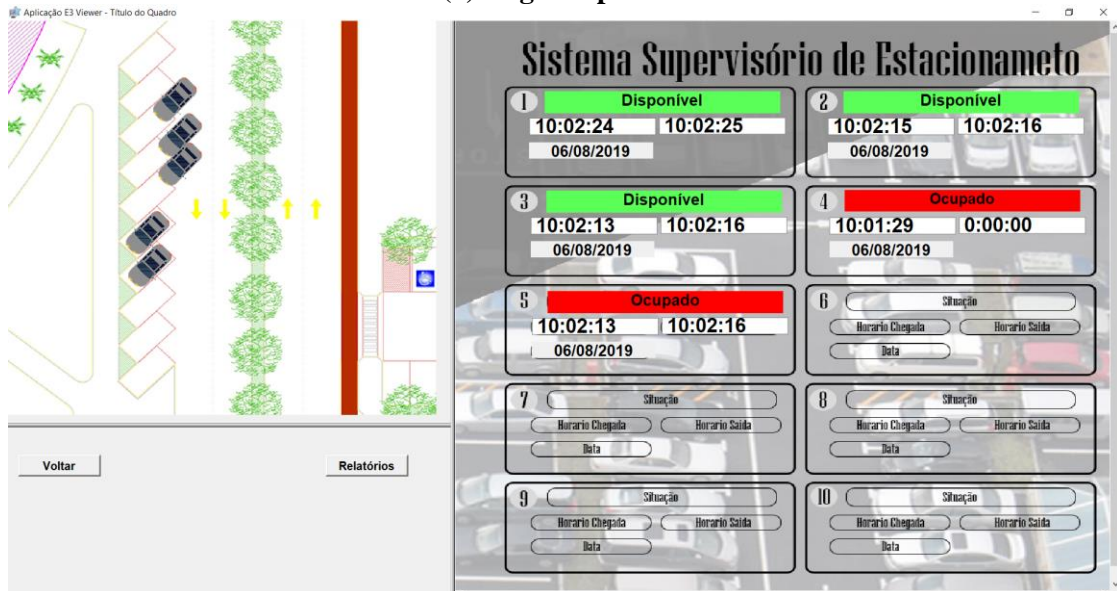 Aplicação E3 Viewer - Título do Quadro
Sistema Supervisório de Estacionameto
1 Disponível
10:02:24 10:02:25
06/08/2019
2 Disponível
10:02:15 10:02:16
06/08/2019
3 Disponível
10:02:13 10:02:16
06/08/2019
4 Ocupado
10:01:29 0:00:00
06/08/2019
5 Ocupado
10:02:13 10:02:16
06/08/2019
6 Situação
Horario Chegada Horario Saida
Data
7 Situação
Horario Chegada Horario Saida
Data
8 Situação
Horario Chegada Horario Saida
Data
9 Situação
Horario Chegada Horario Saida
Data
10 Situação
Horario Chegada Horario Saida
Data
Voltar Relatórios